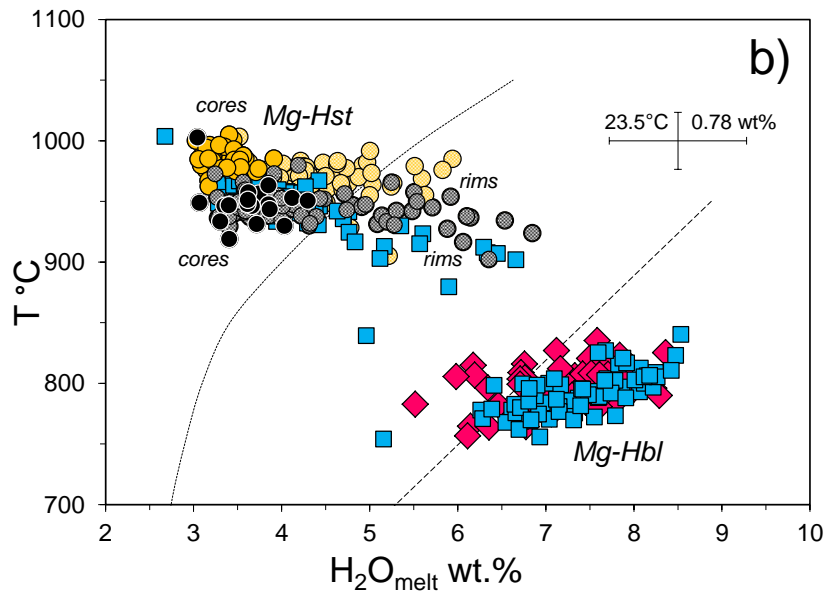 b)
1100
1000
900
800
700
T °C
cores
Mg-Hst
23.5°C
0.78 wt%
rims
cores
rims
Mg-Hbl
2
3
4
5
6
7
8
9
10
H₂Oₘₑₗₜ wt.%